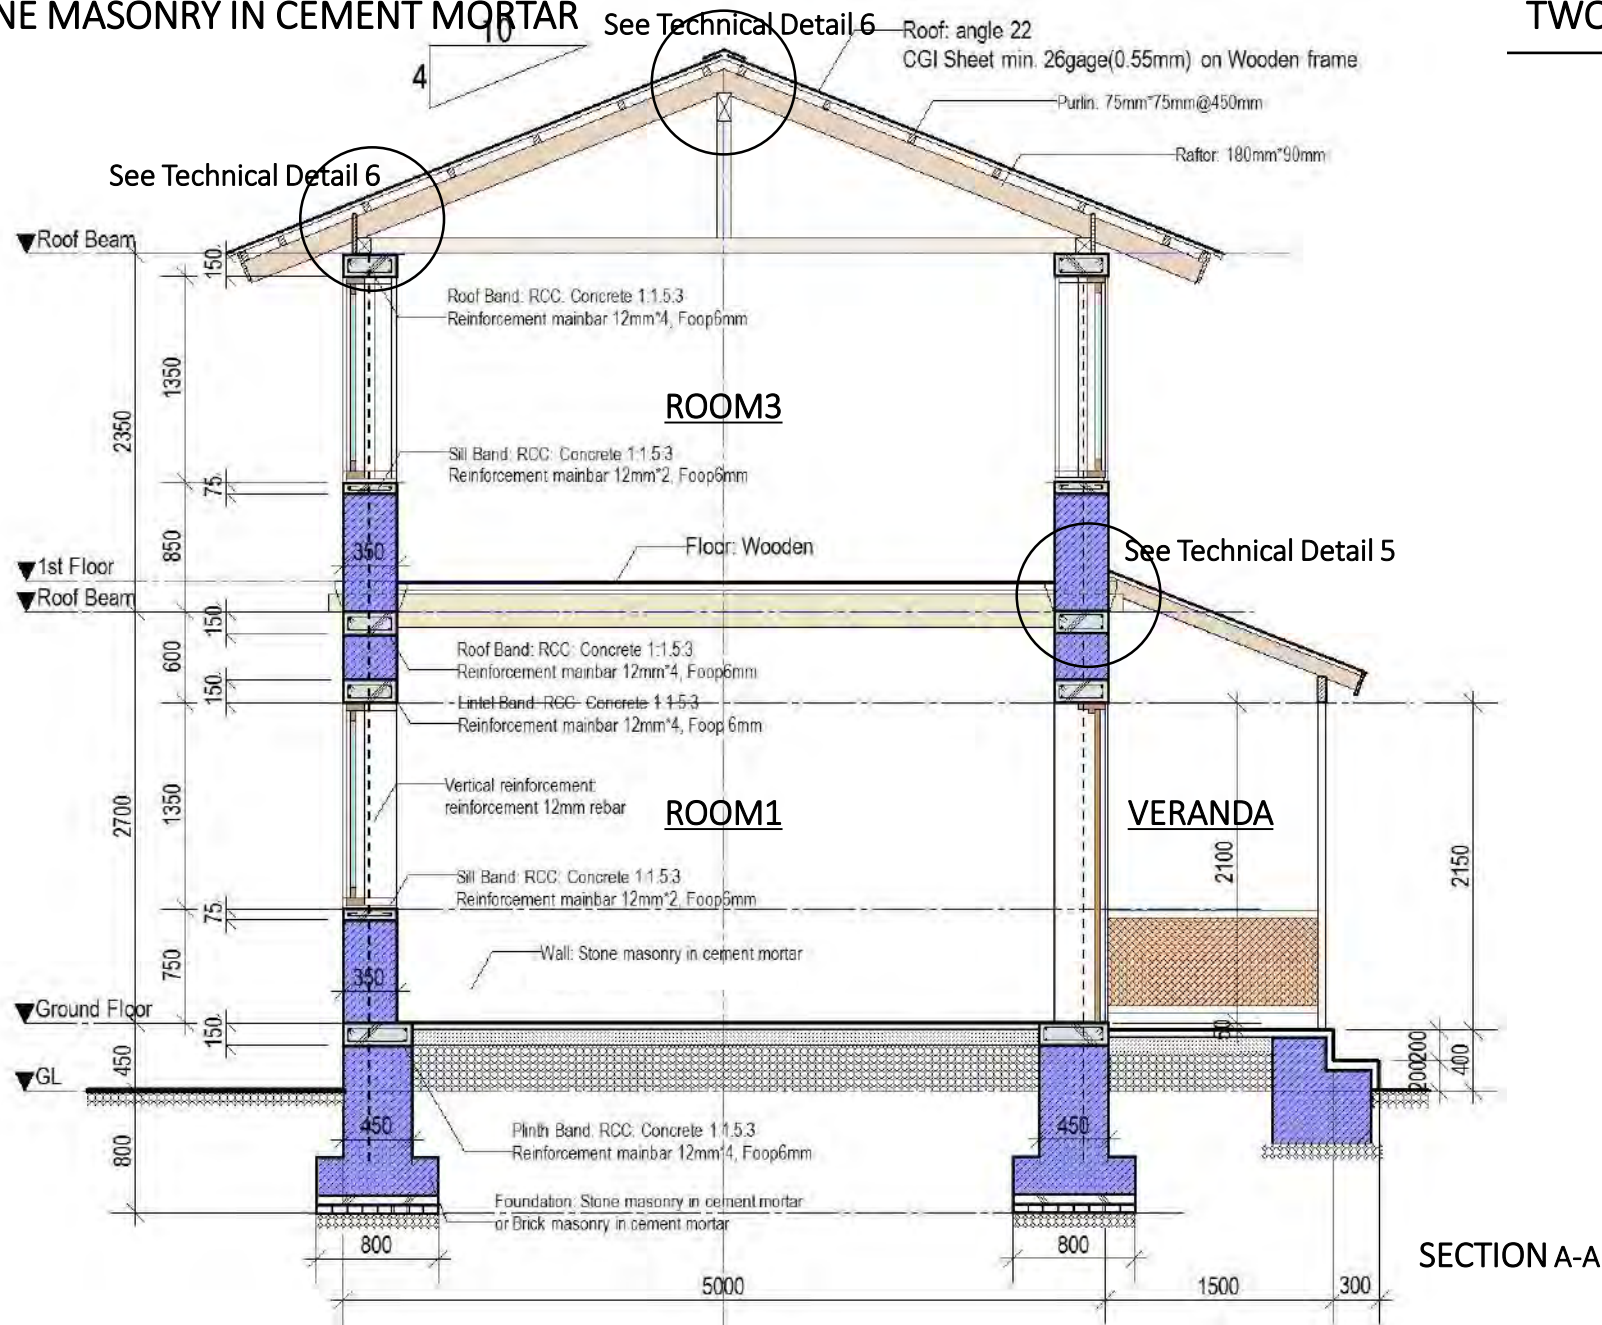 NE MASONRY IN CEMENT MORTAR
TWO
See Technical Detail 6
10
4
Roof: angle 22
CGI Sheet min. 26gage(0.55mm) on Wooden frame
Purlin: 75mm*75mm@450mm
Raftor: 180mm*90mm
See Technical Detail 6
Roof Beam
150
Roof Band: RCC: Concrete 1:1.5:3
Reinforcement mainbar 12mm*4, Foop6mm
1350
2350
ROOM3
Sill Band: RCC: Concrete 1:1.5:3
Reinforcement mainbar 12mm*2, Foop6mm
75
850
350
Floor: Wooden
See Technical Detail 5
1st Floor
Roof Beam
150
600
150
Roof Band: RCC: Concrete 1:1.5:3
Reinforcement mainbar 12mm*4, Foop6mm
Lintel Band: RCC: Concrete 1:1.5:3
Reinforcement mainbar 12mm*4, Foop 6mm
Vertical reinforcement:
reinforcement 12mm rebar
1350
2700
ROOM1
VERANDA
2100
2150
Sill Band: RCC: Concrete 1:1.5:3
Reinforcement mainbar 12mm*2, Foop6mm
75
750
350
Wall: Stone masonry in cement mortar
Ground Floor
150
450
50
200
200
400
GL
800
450
450
Plinth Band: RCC: Concrete 1:1.5:3
Reinforcement mainbar 12mm*4, Foop6mm
Foundation: Stone masonry in cement mortar
or Brick masonry in cement mortar
800
800
SECTION A-A
5000
1500
300